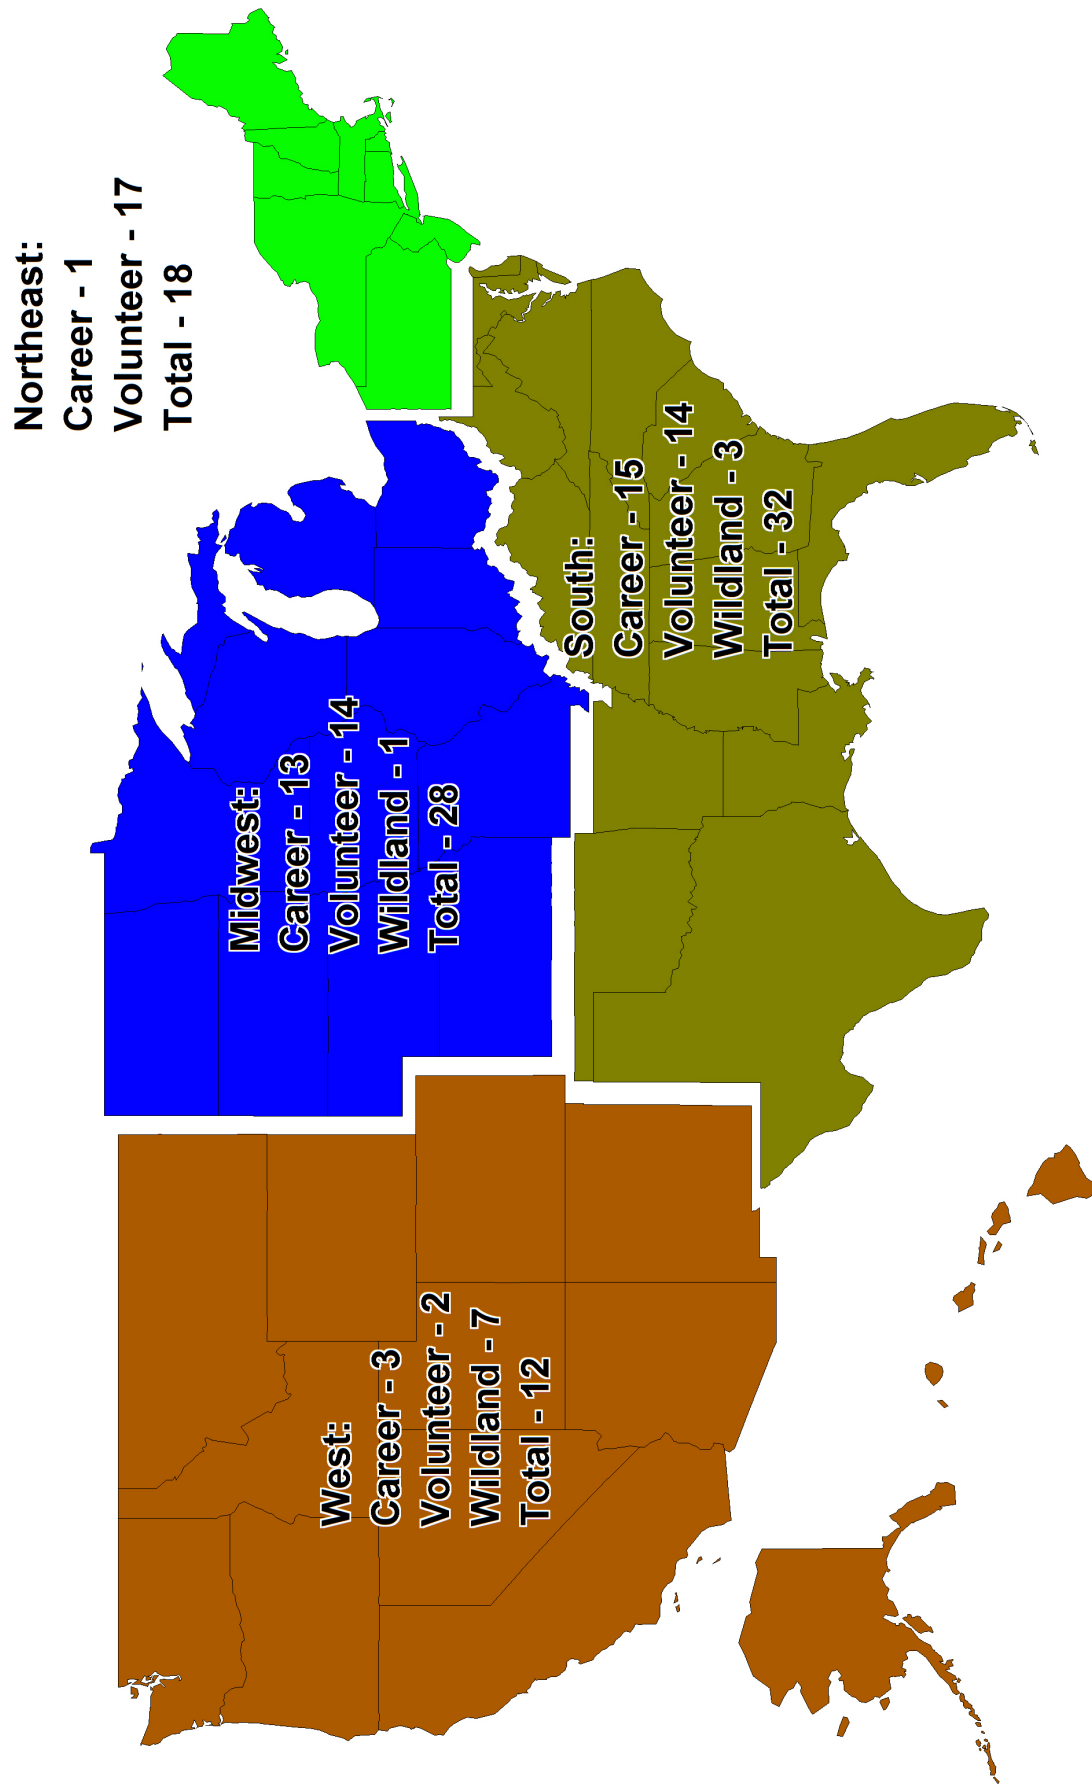 Northeast:
Career - 1
Volunteer - 17
Total - 18
Midwest:
Career - 13
Volunteer - 14
Wildland - 1
Total - 28
South:
Career - 15
Volunteer - 14
Wildland - 3
Total - 32
West:
Career - 3
Volunteer - 2
Wildland - 7
Total - 12